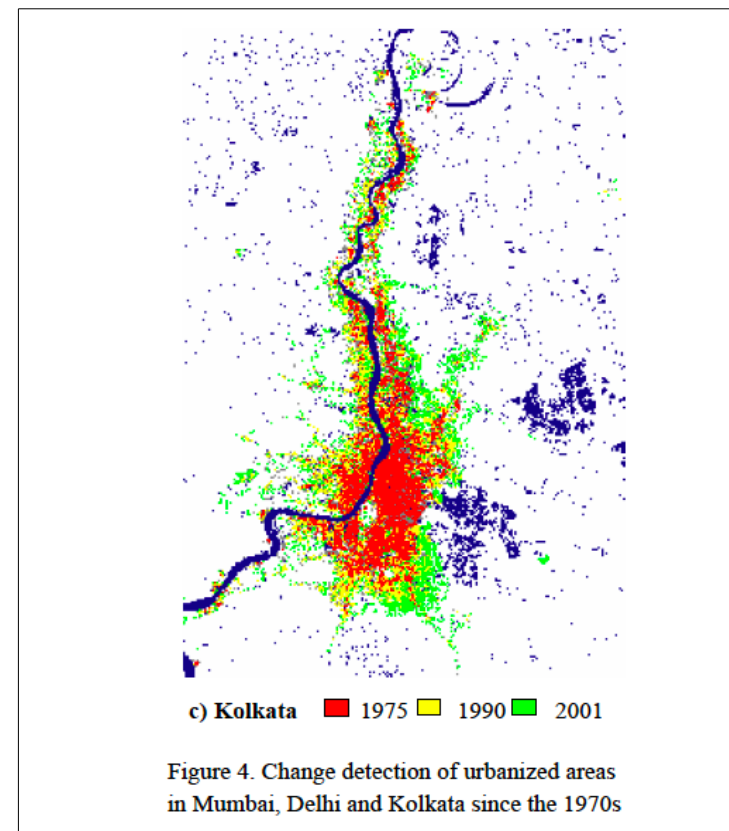 c) Kolkata 1975 1990 2001
Figure 4. Change detection of urbanized areas
in Mumbai, Delhi and Kolkata since the 1970s